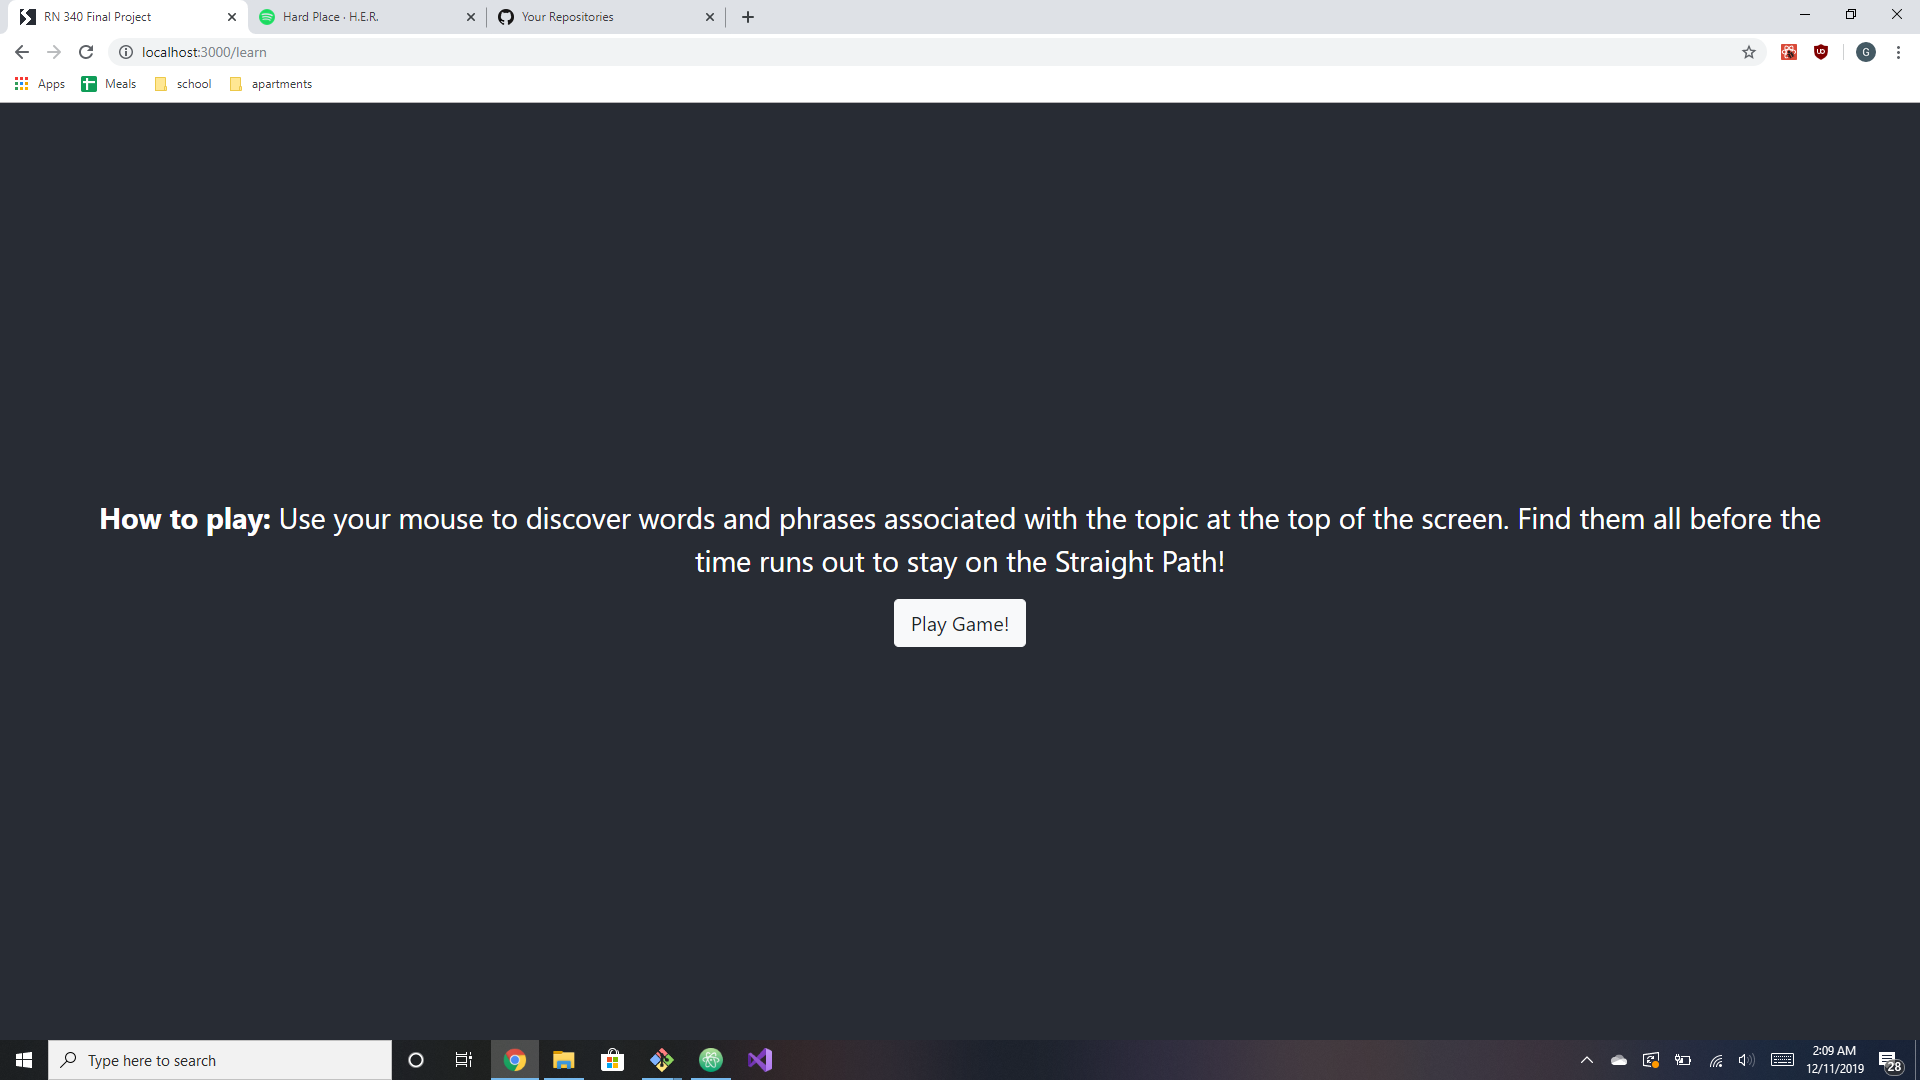 RN 340 Final Project
Hard Place · H.E.R.
Your Repositories
localhost:3000/learn
G
Apps
Meals
school
apartments
How to play: Use your mouse to discover words and phrases associated with the topic at the top of the screen. Find them all before the
time runs out to stay on the Straight Path!
Play Game!
Type here to search
2:09 AM
12/11/2019
28